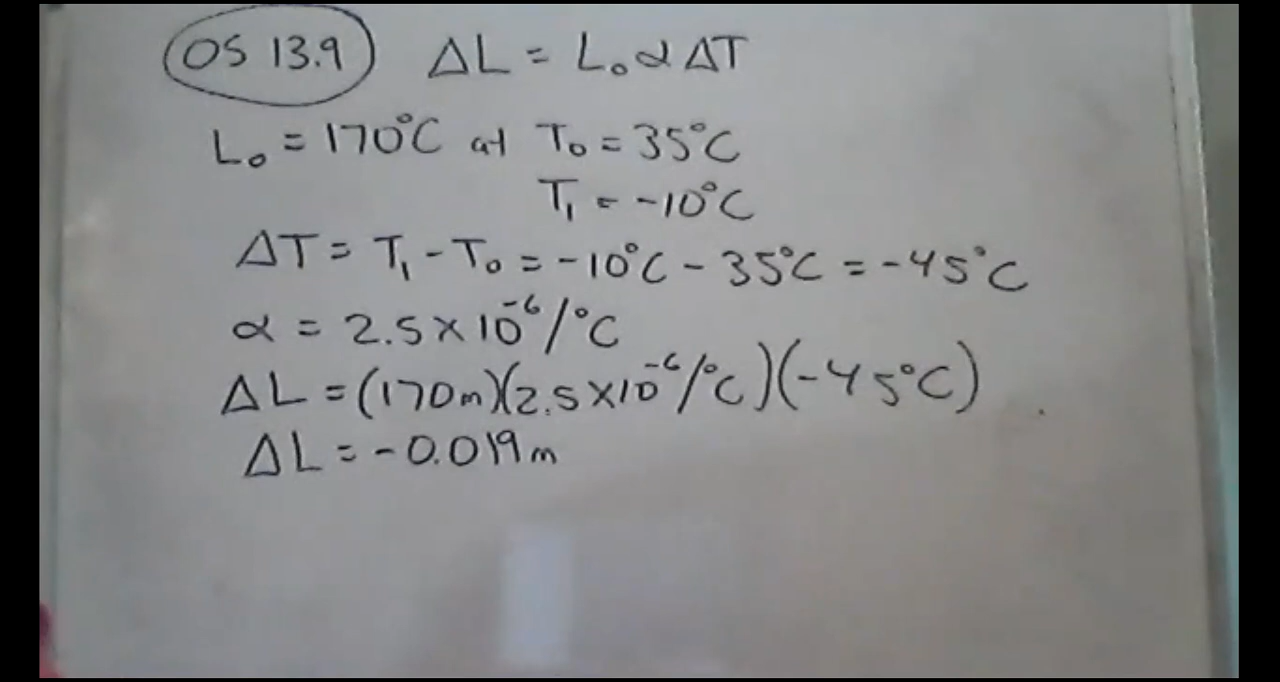 OS 13.9 ΔL = L₀αΔT
L₀ = 170°C at T₀ = 35°C
T₁ = -10°C
ΔT = T₁ - T₀ = -10°C - 35°C = -45°C
α = 2.5×10⁻⁶/°C
ΔL = (170m)(2.5×10⁻⁶/°C)(-45°C)
ΔL = -0.019m